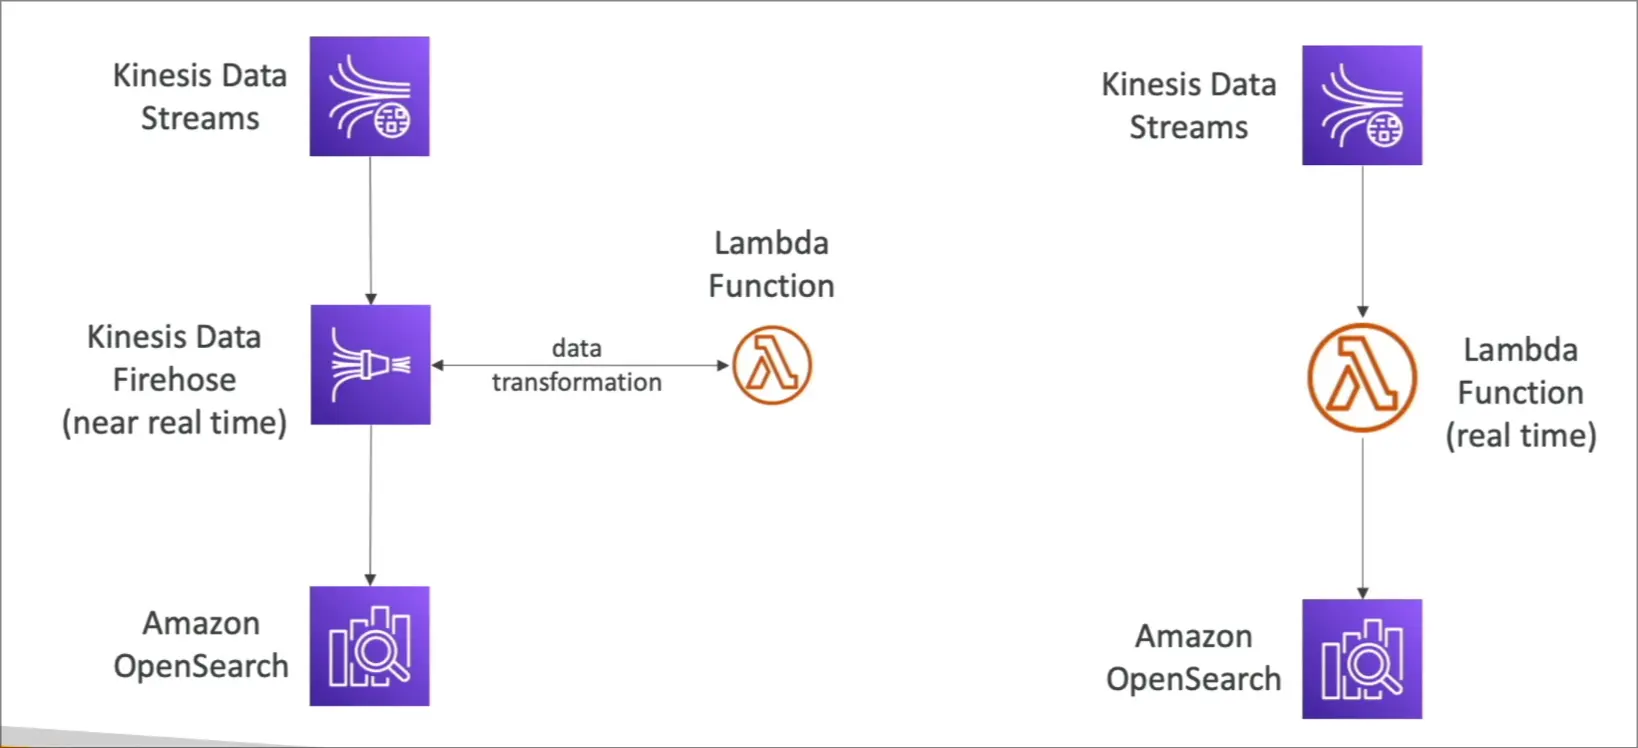 Kinesis Data
Streams
Kinesis Data
Firehose
(near real time)
data
transformation
Lambda
Function
Amazon
OpenSearch
Kinesis Data
Streams
Lambda
Function
(real time)
Amazon
OpenSearch